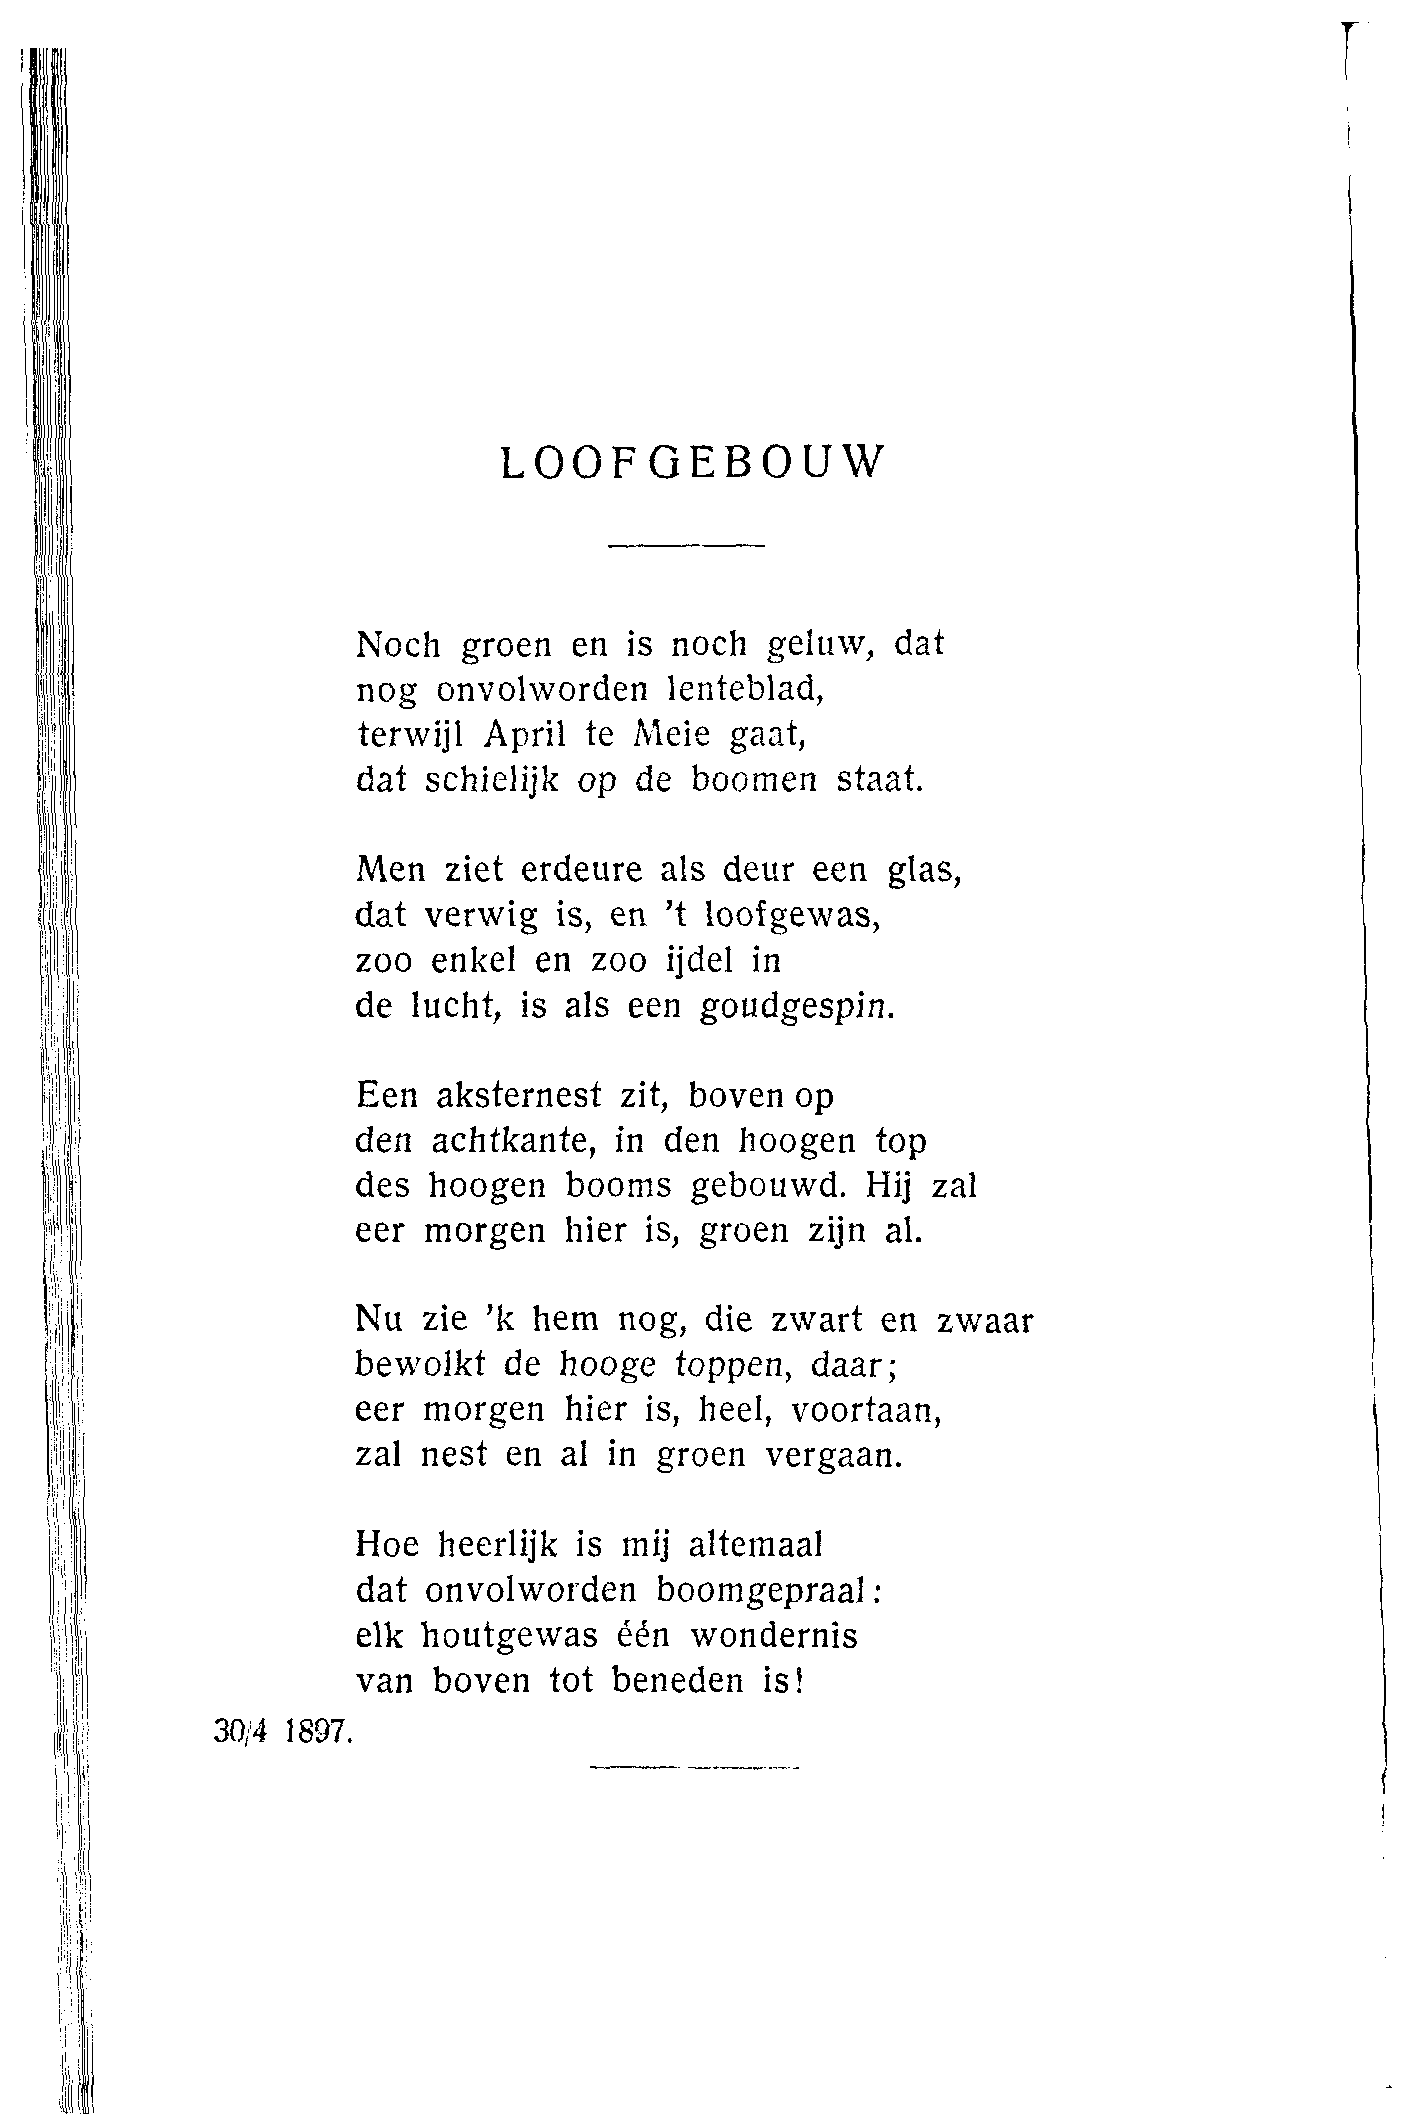 LOOFGEBOUW
Noch groen en is noch geluw, dat
nog onvolworden lenteblad,
terwijl April te Meie gaat,
dat schielijk op de boomen staat.
Men ziet erdeure als deur een glas,
dat verwig is, en 't loofgewas,
zoo enkel en zoo ijdel in
de lucht, is als een goudgespin.
Een aksternest zit, boven op
den achtkante, in den hoogen top
des hoogen booms gebouwd. Hij zal
eer morgen hier is, groen zijn al.
Nu zie 'k hem nog, die zwart en zwaar
bewolkt de hooge toppen, daar;
eer morgen hier is, heel, voortaan,
zal nest en al in groen vergaan.
Hoe heerlijk is mij altemaal
dat onvolworden boomgepraal:
elk houtgewas één wondernis
van boven tot beneden is!
30/4 1897.